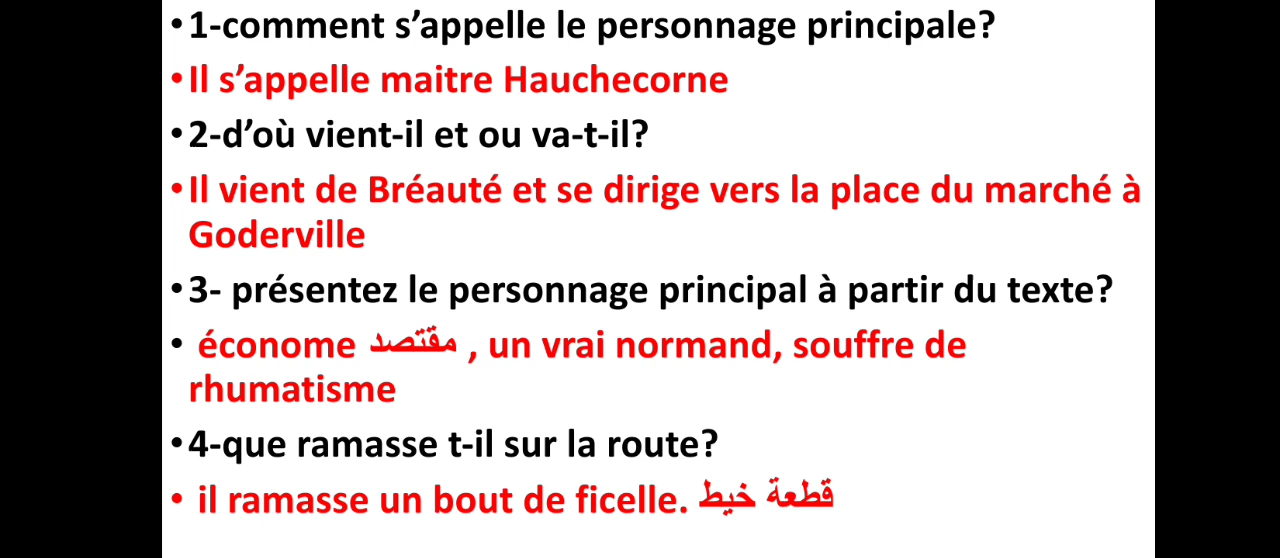 •1-comment s’appelle le personnage principale?
•Il s’appelle maitre Hauchecorne
•2-d’où vient-il et ou va-t-il?
•Il vient de Bréauté et se dirige vers la place du marché à
Goderville
•3- présentez le personnage principal à partir du texte?
• économe مقتصد , un vrai normand, souffre de
rhumatisme
•4-que ramasse t-il sur la route?
• il ramasse un bout de ficelle. قطعة خيط